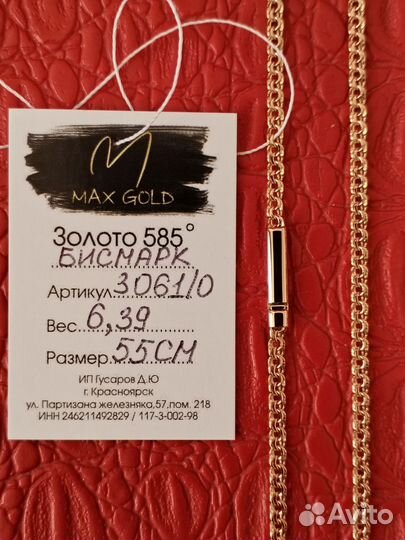 MAX GOLD
Золото 585°
БИСМАРК
Артикул 3061/0
Вес 6,39
Размер 55СМ
ИП Гусаров Д.Ю
г. Красноярск
ул. Партизана железняка,57,пом. 218
ИНН 246211492829 / 117-3-002-98
Avito